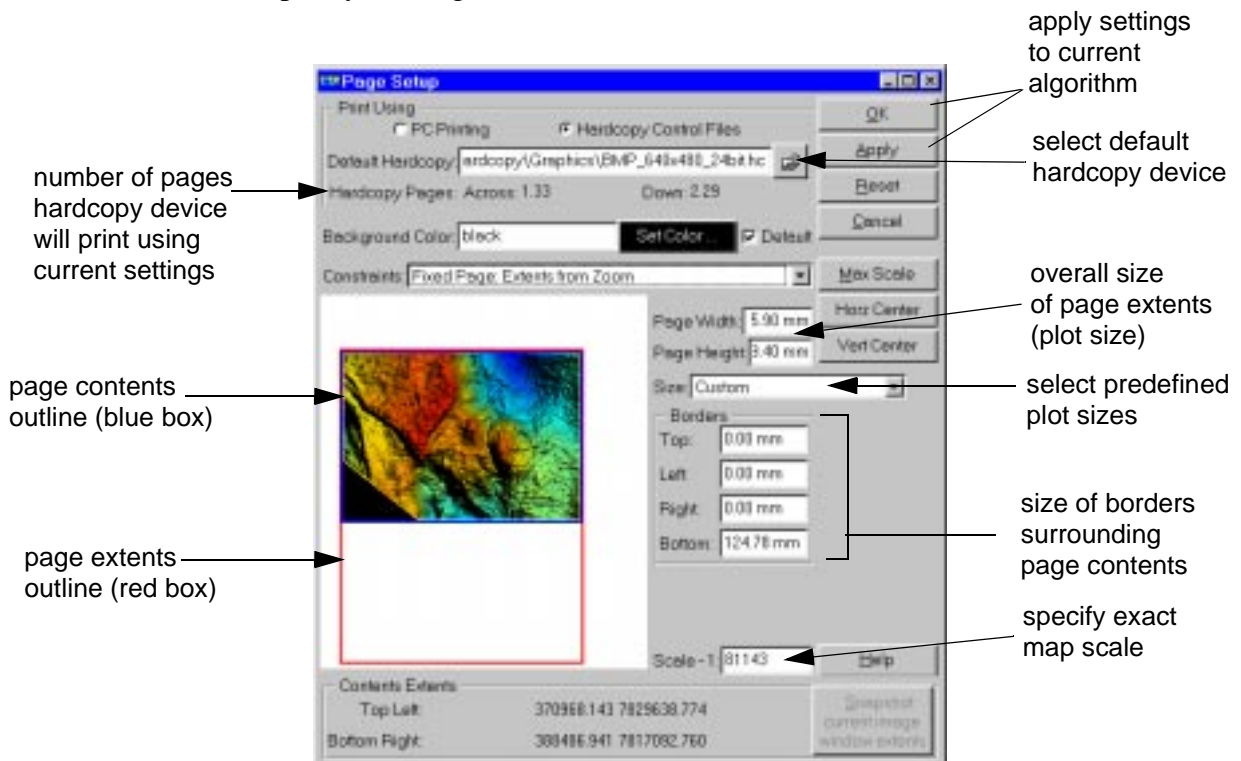 apply settings
to current
algorithm
Page Setup
Print Using
PC Printing
Hardcopy Control Files
OK
Default Hardcopy: ardcopy\Graphics\BMP_640x480_24bit.hc
Apply
select default
hardcopy device
number of pages
hardcopy device
will print using
current settings
Hardcopy Pages: Across: 1.33 Down: 2.29
Reset
Background Color: black
Set Color...
Default
Cancel
Constraints: Fixed Page: Extents from Zoom
Max Scale
overall size
of page extents
(plot size)
Page Width: 5.90 mm
Horz Center
Page Height: 3.40 mm
Vert Center
page contents
outline (blue box)
Size: Custom
select predefined
plot sizes
Borders
Top: 0.00 mm
Left: 0.00 mm
Right: 0.00 mm
Bottom: 124.78 mm
size of borders
surrounding
page contents
page extents
outline (red box)
specify exact
map scale
Scale - 1: 81143
Help
Contents Extents
Top Left: 370968.143 7829638.774
Bottom Right: 388486.941 7817092.760
Snapshot
current image
window extents